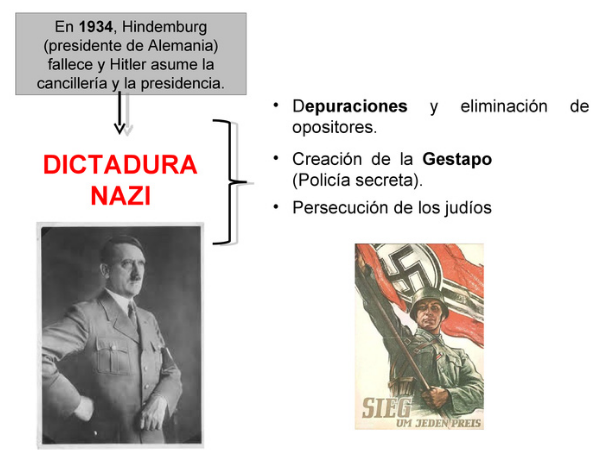 En 1934, Hindemburg
(presidente de Alemania)
fallece y Hitler asume la
cancillería y la presidencia.
DICTADURA
NAZI
• Depuraciones y eliminación de
opositores.
• Creación de la Gestapo
(Policía secreta).
• Persecución de los judíos
SIEG
UM JEDEN PREIS